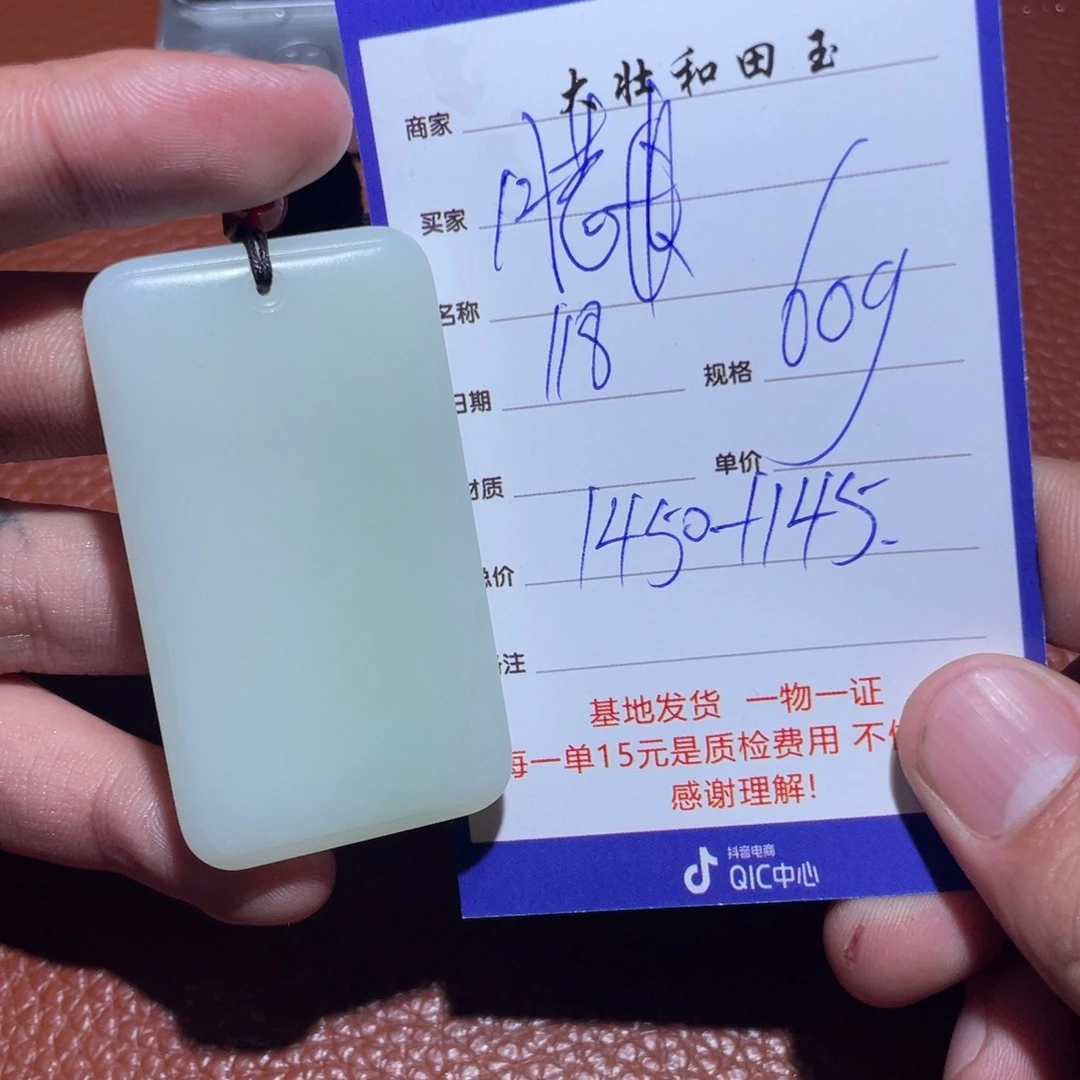 商家 大壮和田玉
买家
名称
日期 118 规格 60g
材质 单价
总价 1450+1145.
备注
基地发货 一物一证
每一单15元是质检费用 不
感谢理解!
抖音电商
QIC中心